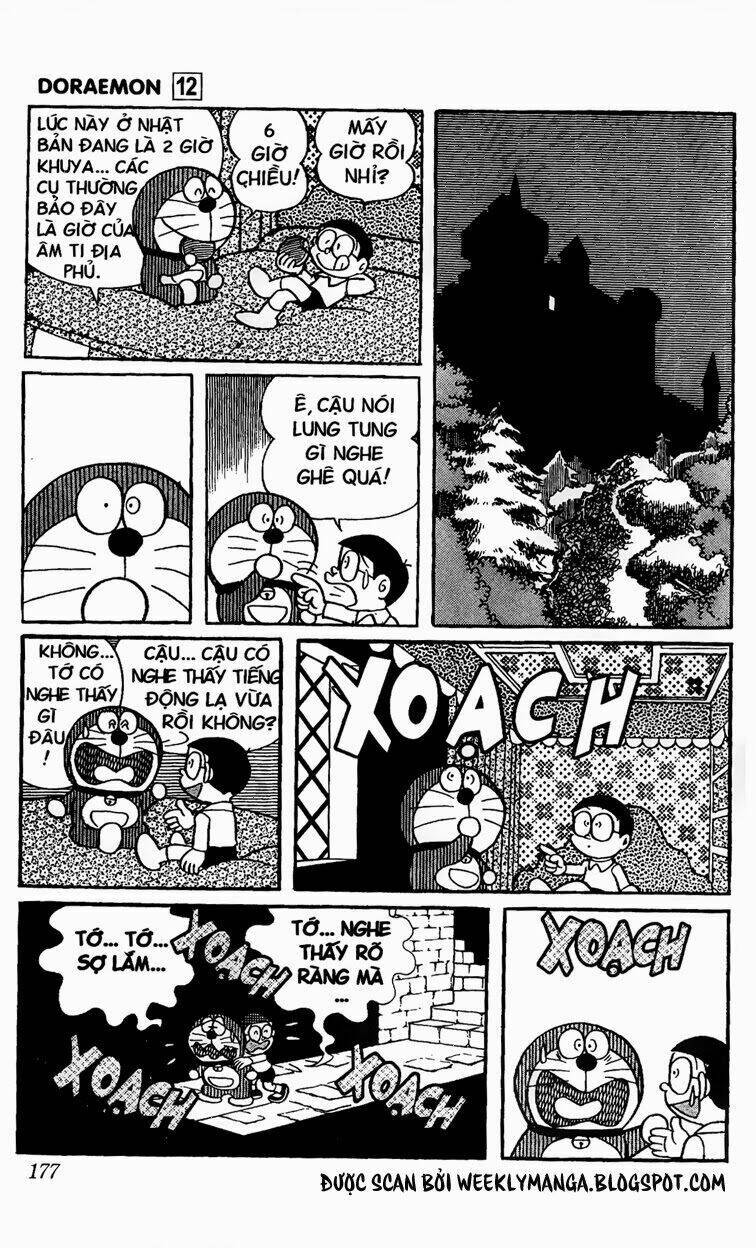 DORAEMON 12
MẤY
GIỜ RỒI
NHỈ?
6
GIỜ
CHIỀU!
LÚC NÀY Ở NHẬT
BẢN ĐANG LÀ 2 GIỜ
KHUYA... CÁC
CỤ THƯỜNG
BẢO ĐÂY
LÀ GIỜ CỦA
ÂM TI ĐỊA
PHỦ.
Ê, CẬU NÓI
LUNG TUNG
GÌ NGHE
GHÊ QUÁ!
XOẠCH
CẬU... CẬU CÓ
NGHE THẤY TIẾNG
ĐỘNG LẠ VỪA
RỒI KHÔNG?
KHÔNG...
TỚ CÓ
NGHE THẤY
GÌ
ĐÂU
!
XOẠCH
TỚ... NGHE
THẤY RÕ
RÀNG MÀ
...
TỚ... TỚ...
SỢ LẮM...
XOẠCH
XOẠCH
XOẠCH
177
ĐƯỢC SCAN BỞI WEEKLYMANGA.BLOGSPOT.COM